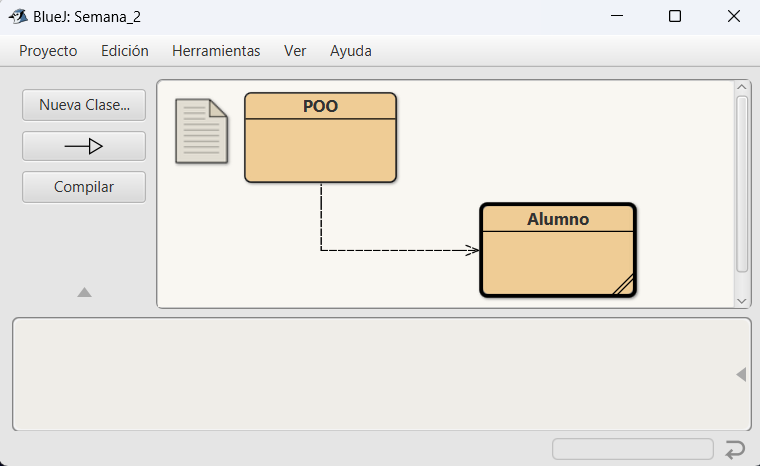 BlueJ: Semana_2
Proyecto Edición Herramientas Ver Ayuda
Nueva Clase...
Compilar
POO
Alumno